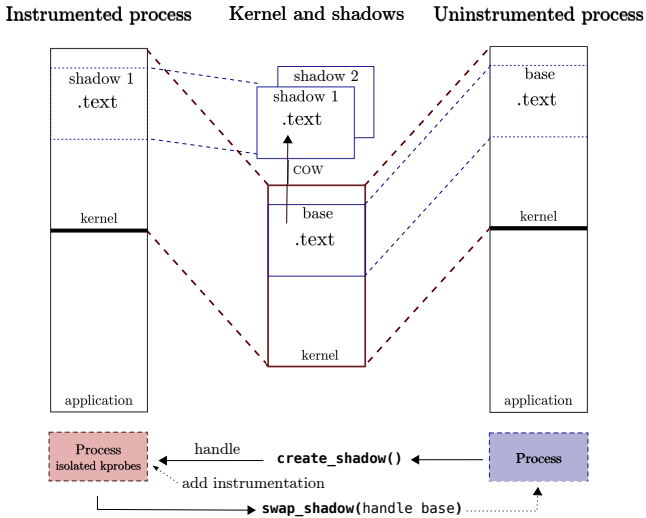 Instrumented process
Kernel and shadows
Uninstrumented process
shadow 1
.text
kernel
application
shadow 2
shadow 1
.text
COW
base
.text
kernel
base
.text
kernel
application
Process
isolated kprobes
handle
create_shadow()
Process
add instrumentation
swap_shadow(handle base)